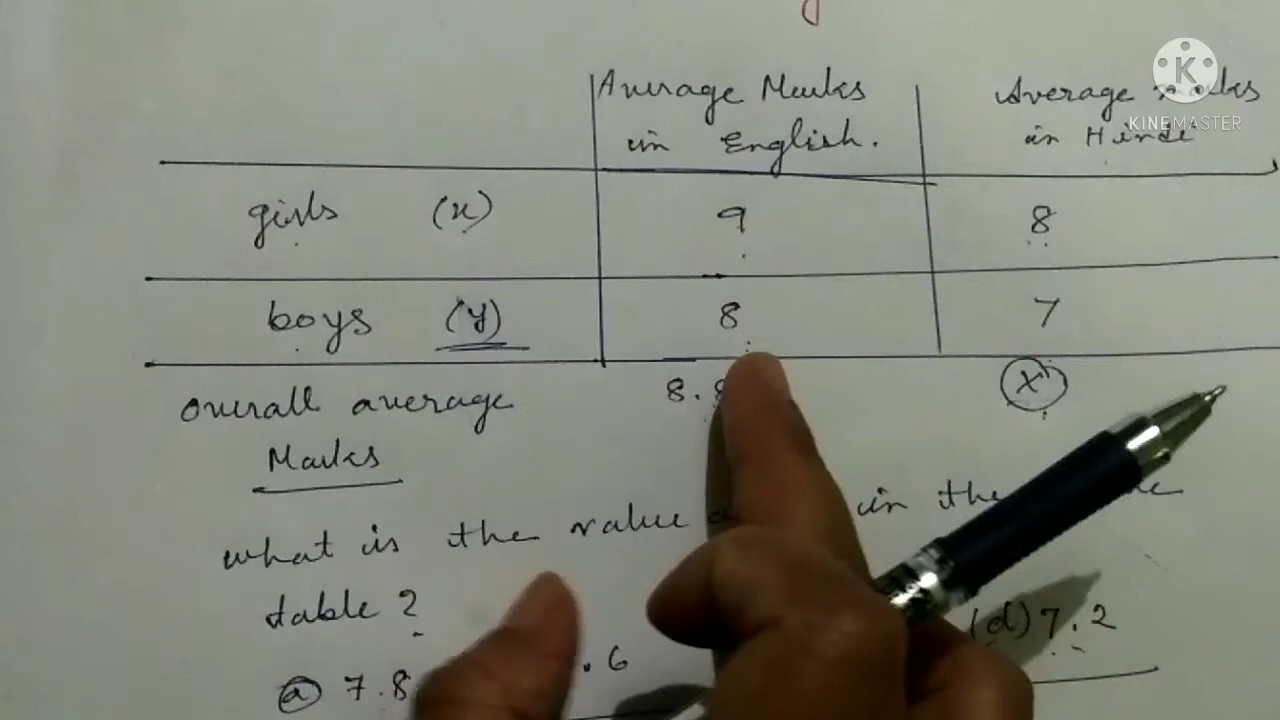 Average Marks in English.
Average Marks in Hindi
KINEMASTER
girls (x) 9 8
boys (y) 8 7
overall average 8. x
Marks
what is the value in the
table ?
(a) 7.8 .6 (d) 7.2